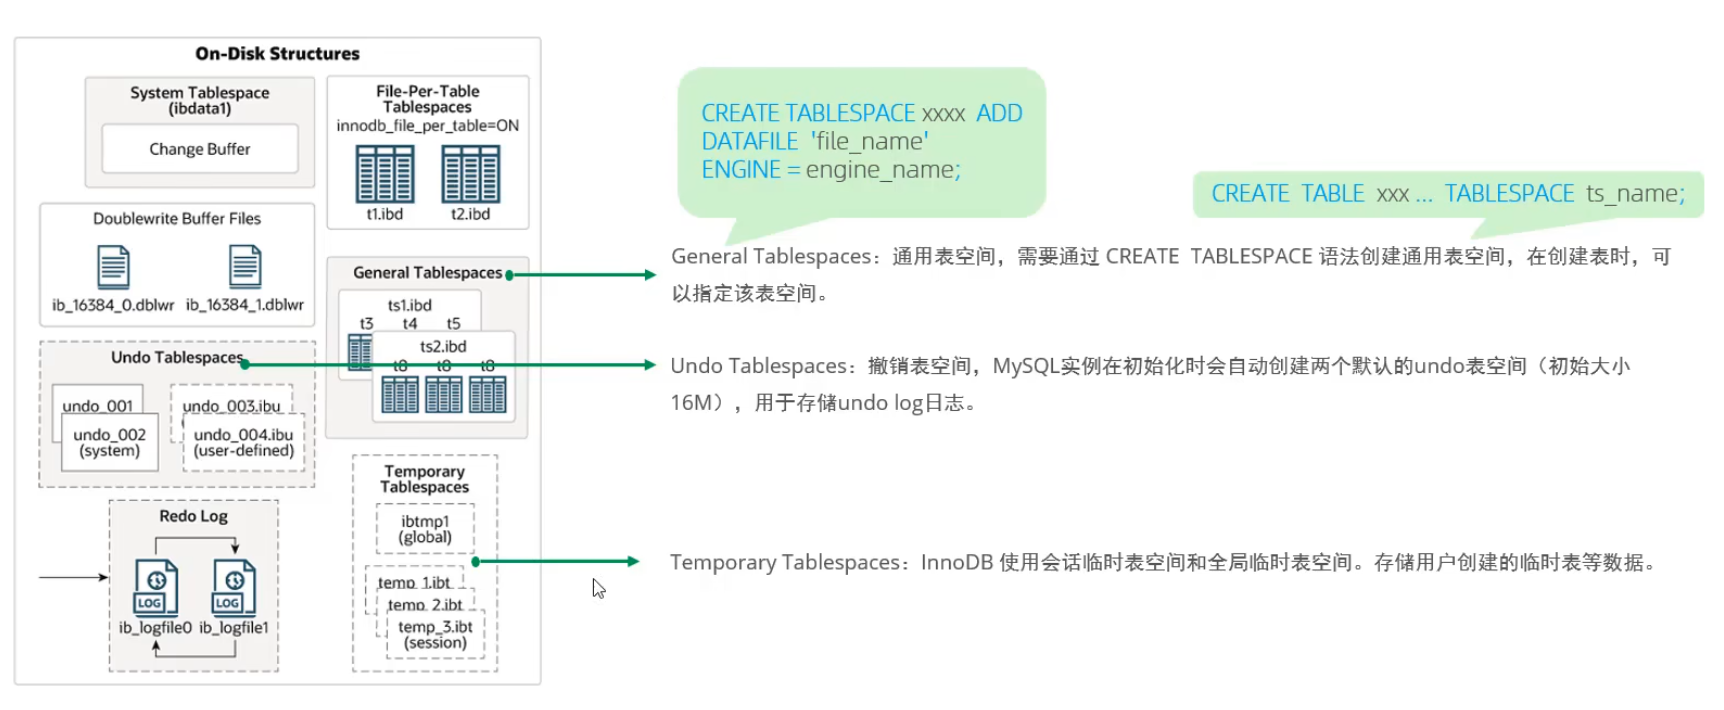 On-Disk Structures
System Tablespace
(ibdata1)
Change Buffer
File-Per-Table
Tablespaces
innodb_file_per_table=ON
t1.ibd
t2.ibd
Doublewrite Buffer Files
ib_16384_0.dblwr
ib_16384_1.dblwr
General Tablespaces
ts1.ibd
t3 t4 t5
ts2.ibd
t8 t8 t8
Undo Tablespaces
undo_001
undo_002
(system)
undo_003.ibu
undo_004.ibu
(user-defined)
Temporary
Tablespaces
ibtmp1
(global)
temp_1.ibt
temp_2.ibt
temp_3.ibt
(session)
Redo Log
LOG
LOG
ib_logfile0
ib_logfile1
CREATE TABLESPACE xxxx ADD
DATAFILE 'file_name'
ENGINE = engine_name;
CREATE TABLE xxx ... TABLESPACE ts_name;
General Tablespaces：通用表空间，需要通过 CREATE TABLESPACE 语法创建通用表空间，在创建表时，可
以指定该表空间。
Undo Tablespaces：撤销表空间，MySQL实例在初始化时会自动创建两个默认的undo表空间（初始大小
16M），用于存储undo log日志。
Temporary Tablespaces：InnoDB 使用会话临时表空间和全局临时表空间。存储用户创建的临时表等数据。